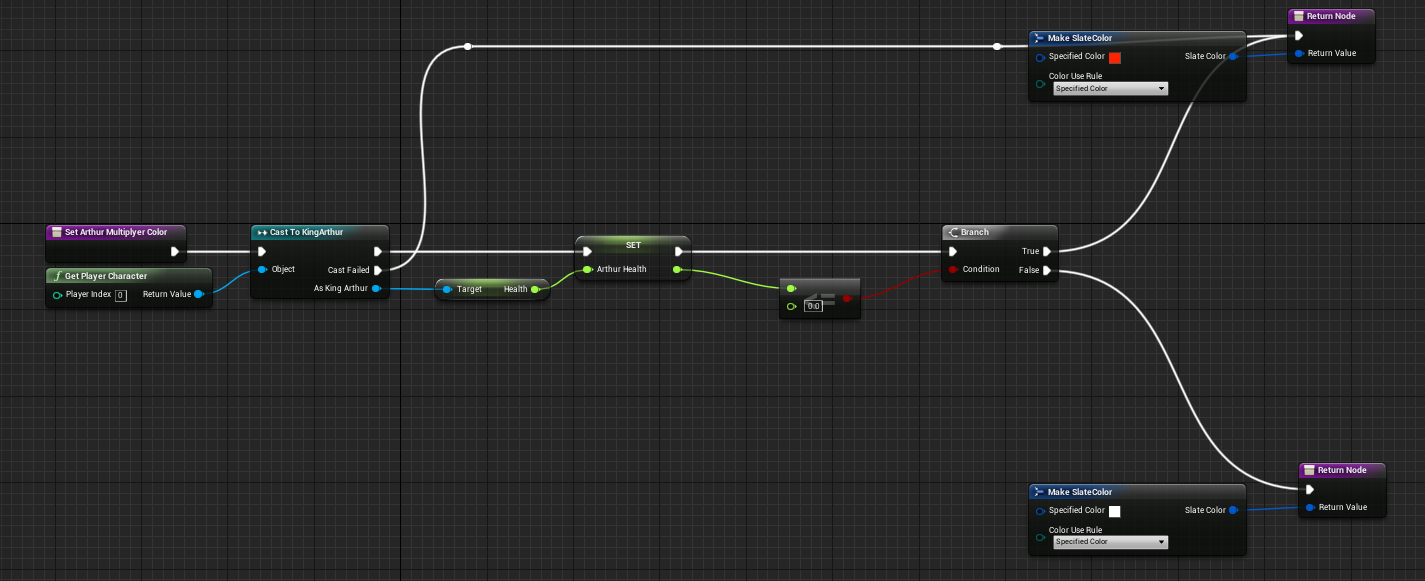 Return Node
Return Value
Make SlateColor
Specified Color
Slate Color
Color Use Rule
Specified Color
Set Arthur Multiplyer Color
Get Player Character
Player Index 0
Return Value
Cast To KingArthur
Object
Cast Failed
As King Arthur
Target
Health
SET
Arthur Health
<=
0.0
Branch
True
Condition
False
Return Node
Return Value
Make SlateColor
Specified Color
Slate Color
Color Use Rule
Specified Color